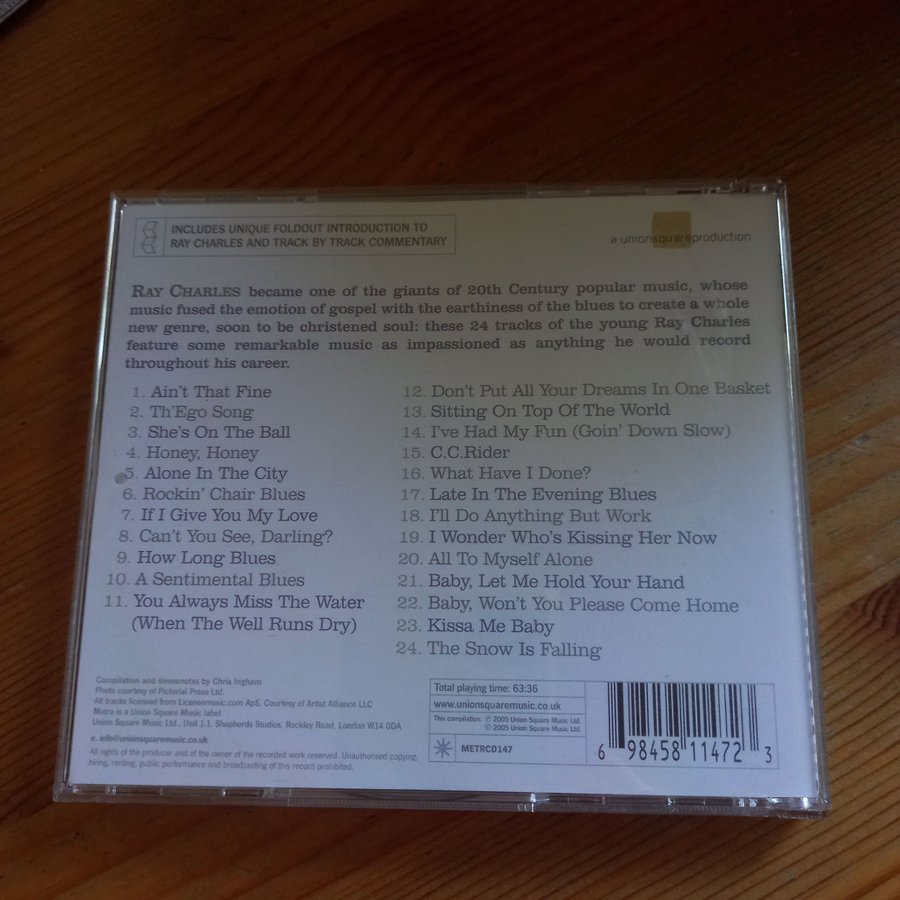 INCLUDES UNIQUE FOLDOUT INTRODUCTION TO
RAY CHARLES AND TRACK BY TRACK COMMENTARY
a unionsquareproduction
RAY CHARLES became one of the giants of 20th Century popular music, whose
music fused the emotion of gospel with the earthiness of the blues to create a whole
new genre, soon to be christened soul: these 24 tracks of the young Ray Charles
feature some remarkable music as impassioned as anything he would record
throughout his career.
1. Ain't That Fine
2. Th'Ego Song
3. She's On The Ball
4. Honey, Honey
5. Alone In The City
6. Rockin' Chair Blues
7. If I Give You My Love
8. Can't You See, Darling?
9. How Long Blues
10. A Sentimental Blues
11. You Always Miss The Water
(When The Well Runs Dry)
12. Don't Put All Your Dreams In One Basket
13. Sitting On Top Of The World
14. I've Had My Fun (Goin' Down Slow)
15. C.C.Rider
16. What Have I Done?
17. Late In The Evening Blues
18. I'll Do Anything But Work
19. I Wonder Who's Kissing Her Now
20. All To Myself Alone
21. Baby, Let Me Hold Your Hand
22. Baby, Won't You Please Come Home
23. Kissa Me Baby
24. The Snow Is Falling
Compilation and sleevenotes by Chris Ingham
Photo courtesy of Pictorial Press Ltd.
All tracks licensed from Licensemusic.com ApS. Courtesy of Artist Alliance LLC
Metro is a Union Square Music label
Union Square Music Ltd., Unit 1.1, Shepherds Studios, Rockley Road, London W14 0DA
e. info@unionsquaremusic.co.uk
All rights of the producer and of the owner of the recorded work reserved. Unauthorised copying,
hiring, renting, public performance and broadcasting of this record prohibited.
Total playing time: 63:36
www.unionsquaremusic.co.uk
This compilation: ℗ 2005 Union Square Music Ltd.
© 2005 Union Square Music Ltd.
METRCD147
6 98458 11472 3